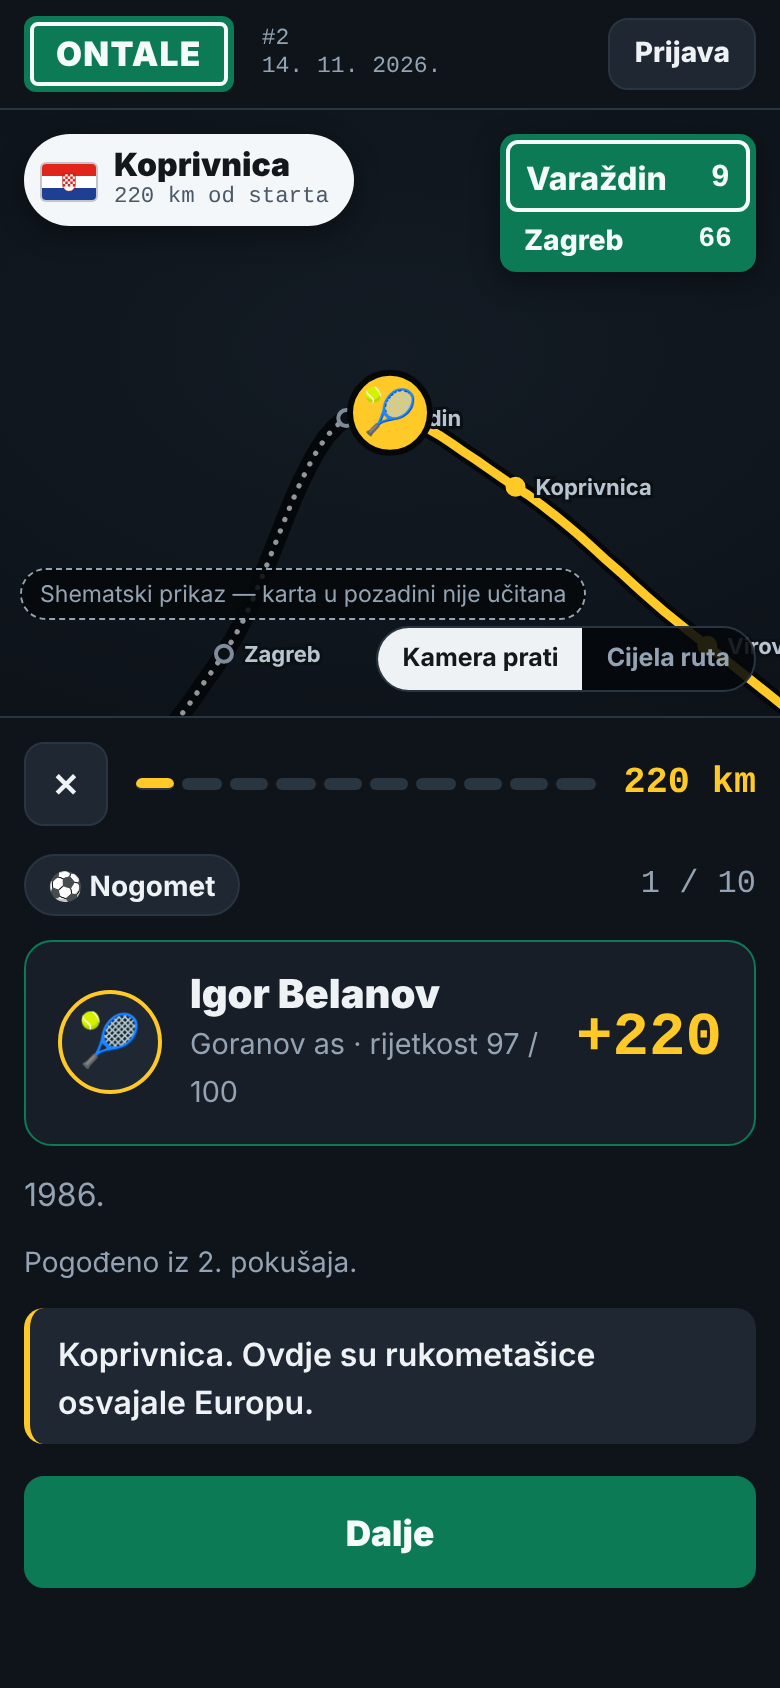 ONTALE
#2
14. 11. 2026.
Prijava
Koprivnica
220 km od starta
Varaždin 9
Zagreb 66
din
Koprivnica
Shematski prikaz — karta u pozadini nije učitana
Zagreb
Kamera prati
Cijela ruta
Virov
×
220 km
Nogomet
1 / 10
Igor Belanov
Goranov as · rijetkost 97 /
100
+220
1986.
Pogođeno iz 2. pokušaja.
Koprivnica. Ovdje su rukometašice
osvajale Europu.
Dalje